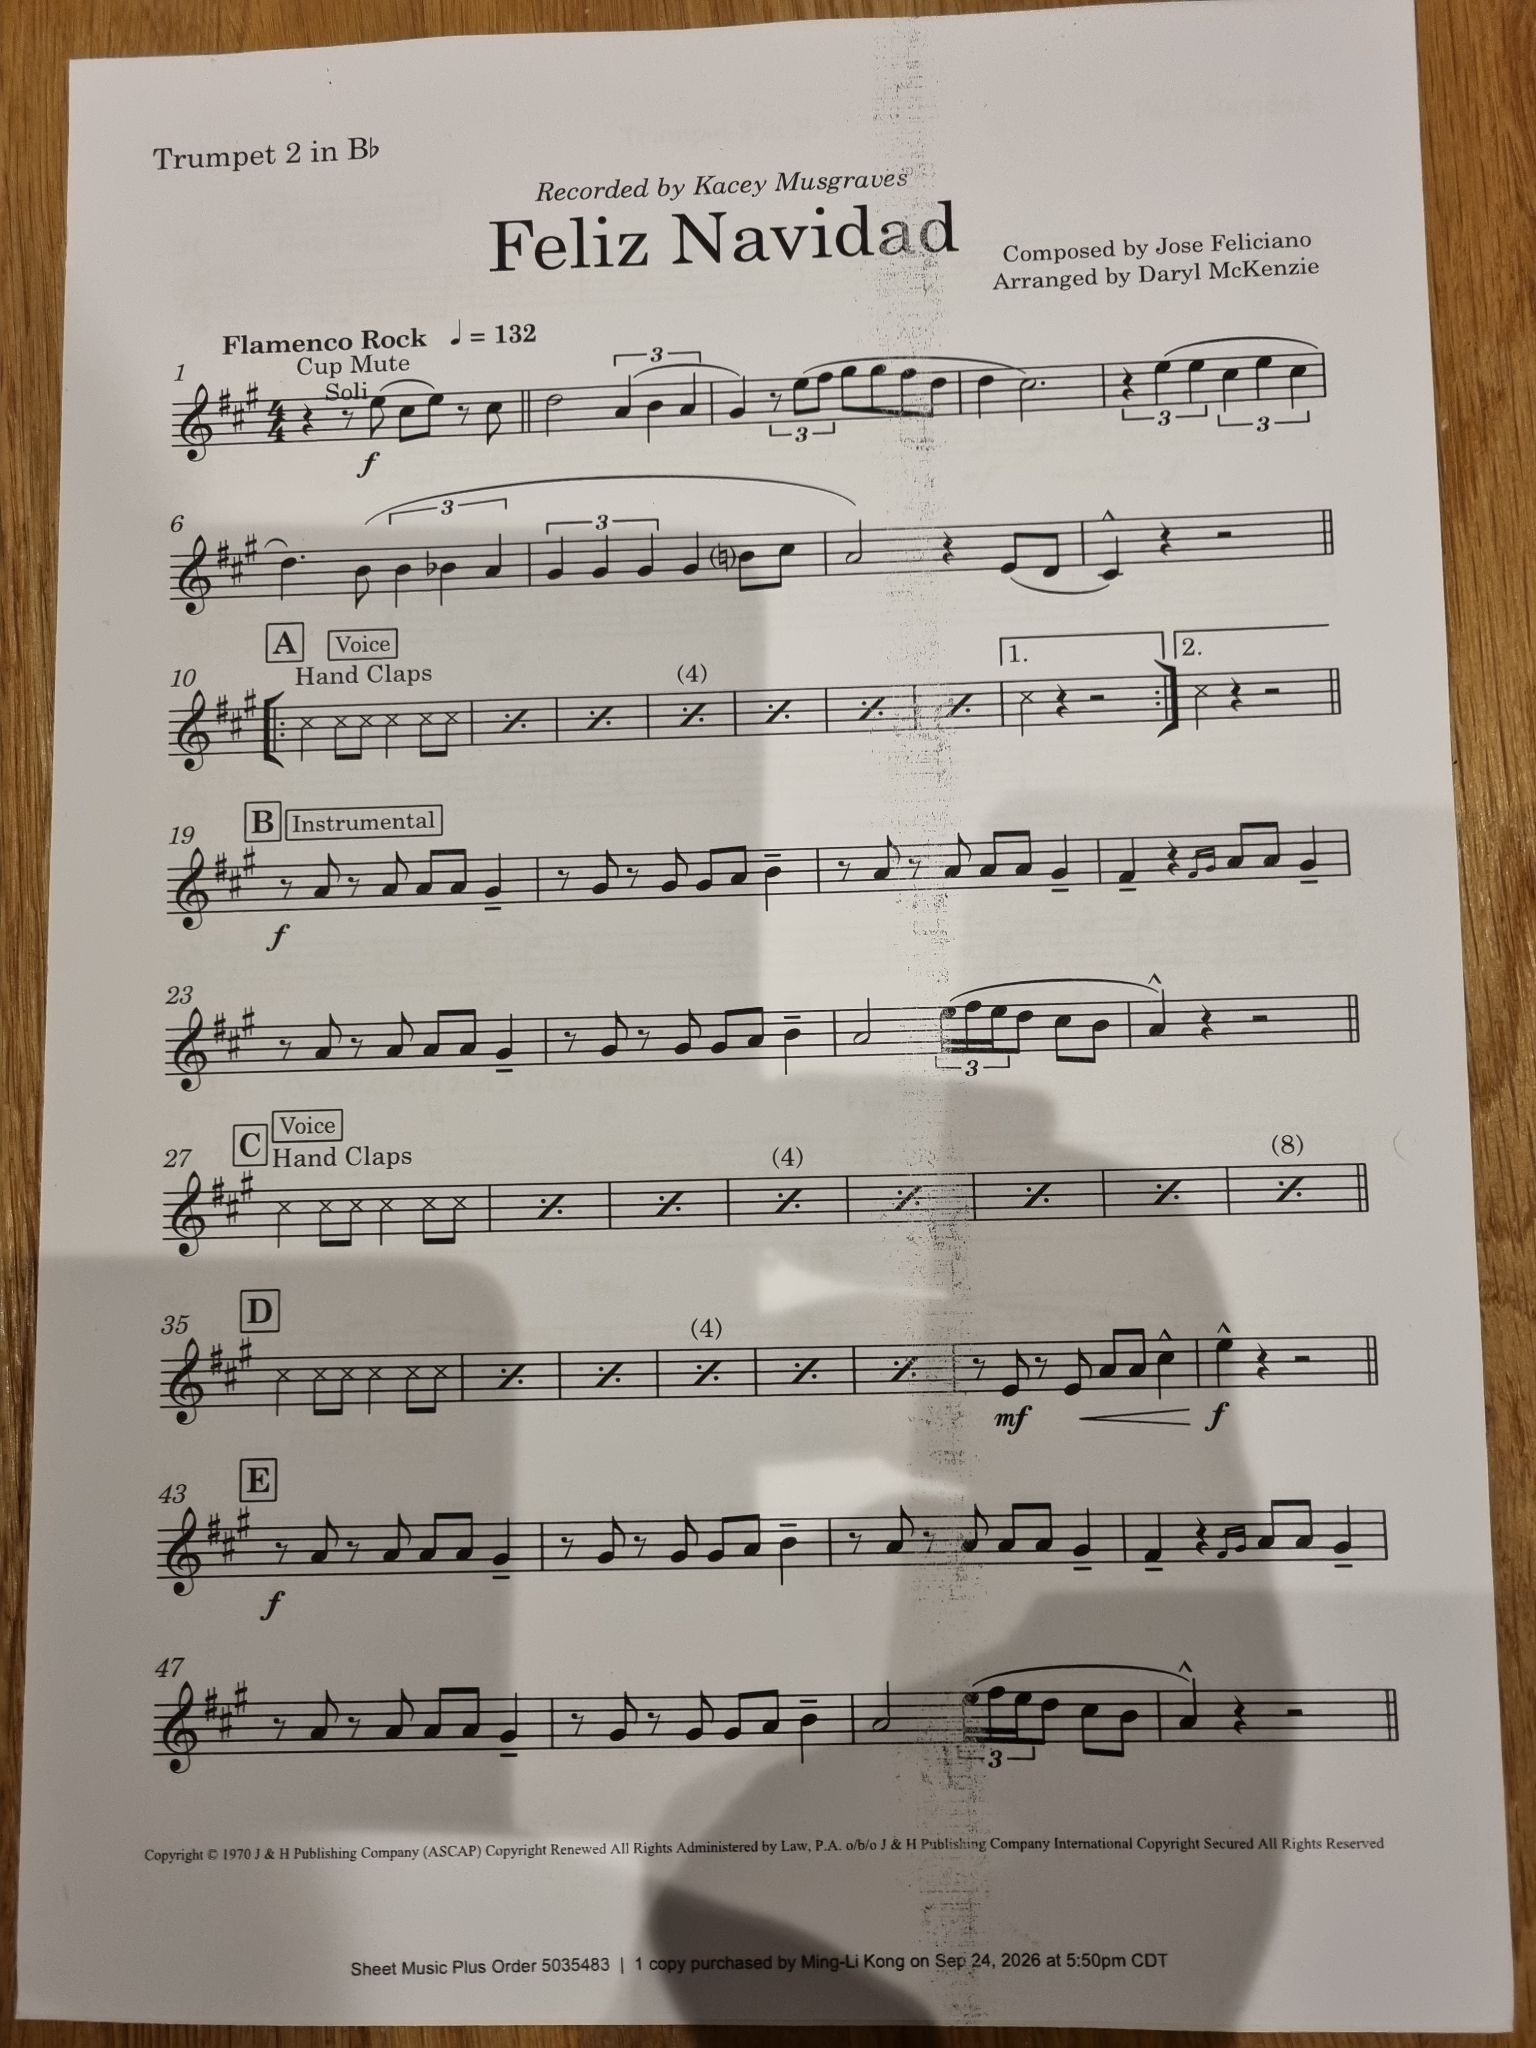 Trumpet 2 in B♭
Recorded by Kacey Musgraves
Feliz Navidad
Composed by Jose Feliciano
Arranged by Daryl McKenzie
Flamenco Rock ♩ = 132
1
Cup Mute
Soli
3
4
4
3
3
3
f
6
3
3
A Voice
10
Hand Claps
(4)
1.
2.
B Instrumental
19
f
23
3
C Voice
27
Hand Claps
(4)
(8)
D
35
(4)
mf
f
E
43
f
47
3
Copyright © 1970 J & H Publishing Company (ASCAP) Copyright Renewed All Rights Administered by Law, P.A. o/b/o J & H Publishing Company International Copyright Secured All Rights Reserved
Sheet Music Plus Order 5035483 | 1 copy purchased by Ming-Li Kong on Sep 24, 2026 at 5:50pm CDT